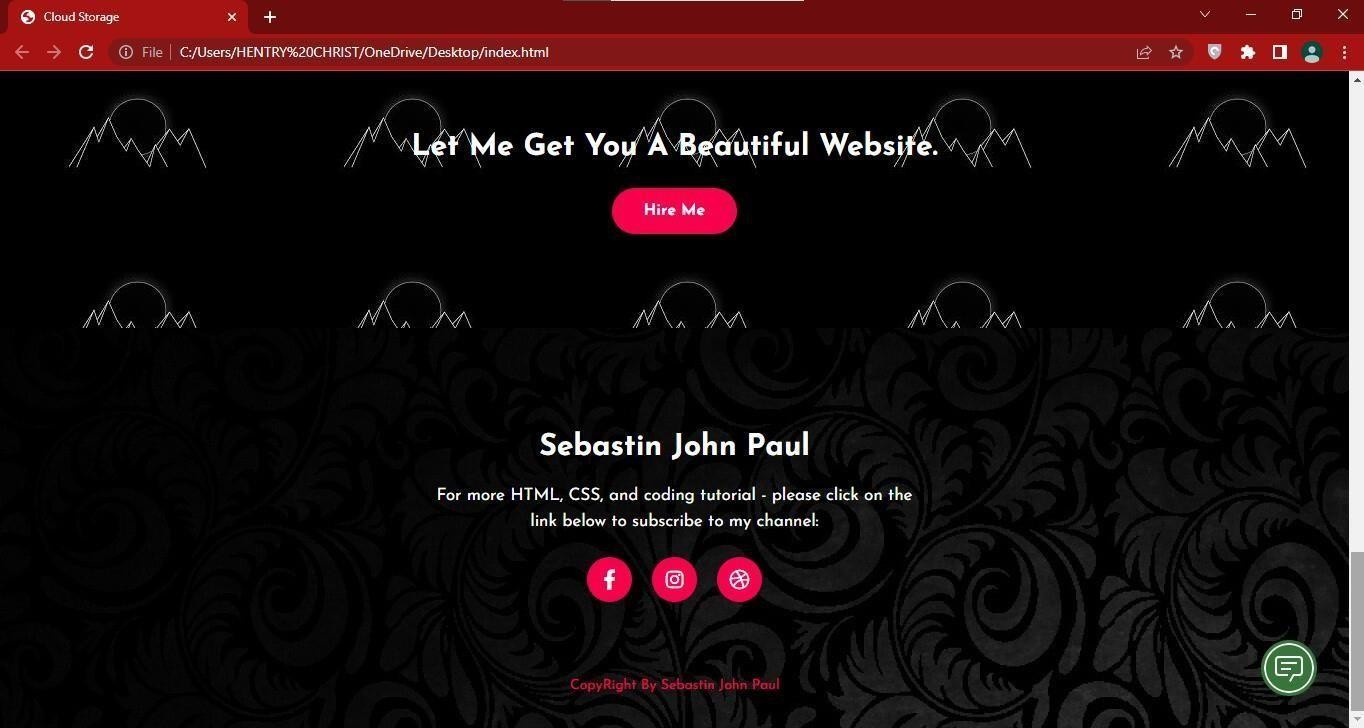 Cloud Storage
File
C:/Users/HENTRY%20CHRIST/OneDrive/Desktop/index.html
Let Me Get You A Beautiful Website.
Hire Me
Sebastin John Paul
For more HTML, CSS, and coding tutorial - please click on the
link below to subscribe to my channel:
CopyRight By Sebastin John Paul